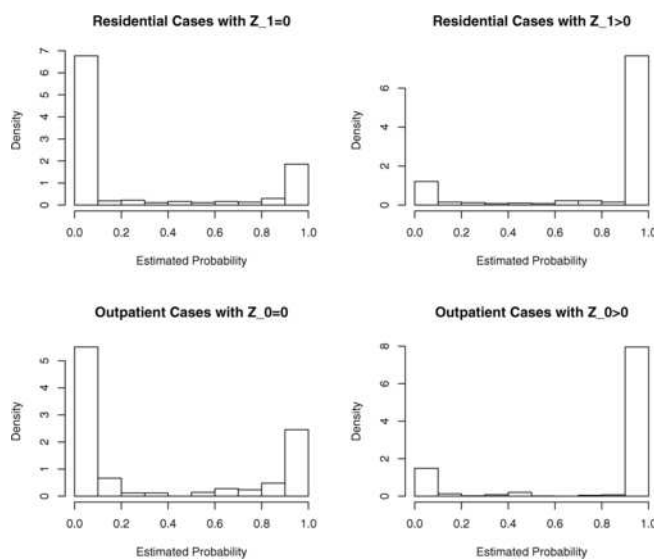 Residential Cases with Z_1=0
Density
7
6
5
4
3
2
1
0
0.0 0.2 0.4 0.6 0.8 1.0
Estimated Probability
Residential Cases with Z_1>0
Density
6
4
2
0
0.0 0.2 0.4 0.6 0.8 1.0
Estimated Probability
Outpatient Cases with Z_0=0
Density
5
4
3
2
1
0
0.0 0.2 0.4 0.6 0.8 1.0
Estimated Probability
Outpatient Cases with Z_0>0
Density
8
6
4
2
0
0.0 0.2 0.4 0.6 0.8 1.0
Estimated Probability